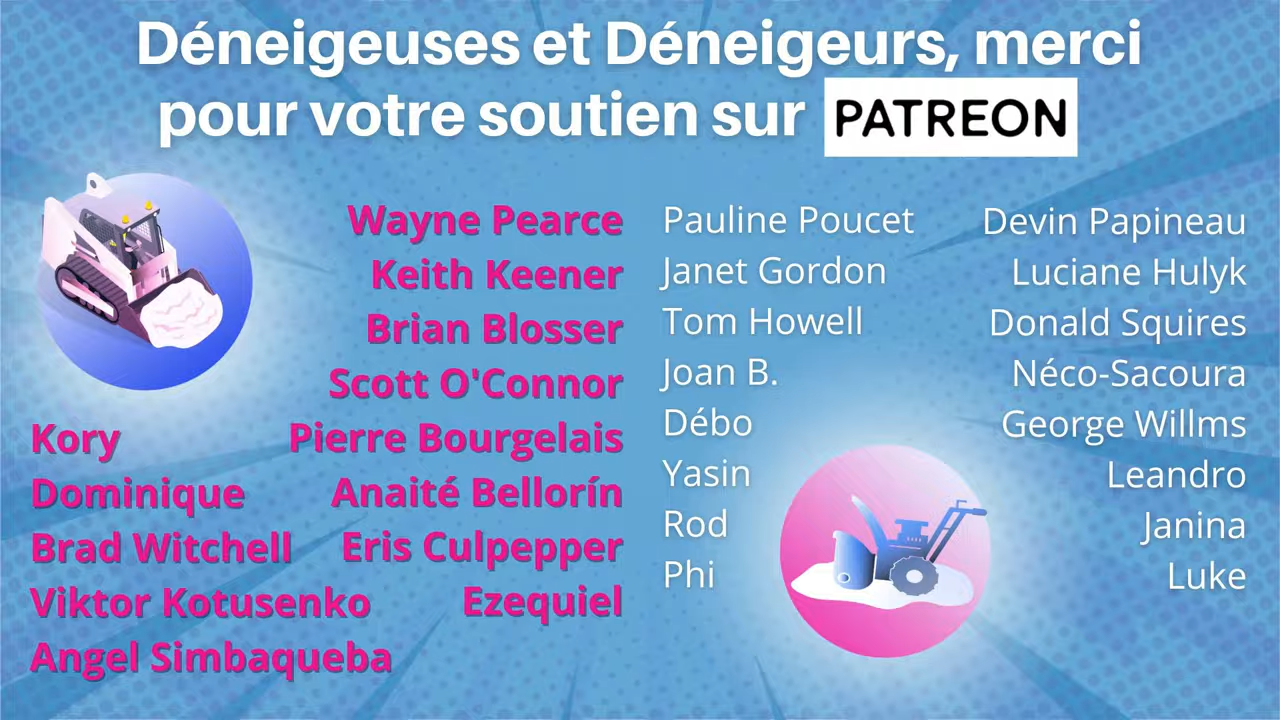 Déneigeuses et Déneigeurs, merci
pour votre soutien sur PATREON
Kory
Dominique
Brad Witchell
Viktor Kotusenko
Angel Simbaqueba
Wayne Pearce
Keith Keener
Brian Blosser
Scott O'Connor
Pierre Bourgelais
Anaité Bellorín
Eris Culpepper
Ezequiel
Pauline Poucet
Janet Gordon
Tom Howell
Joan B.
Débo
Yasin
Rod
Phi
Devin Papineau
Luciane Hulyk
Donald Squires
Néco-Sacoura
George Willms
Leandro
Janina
Luke